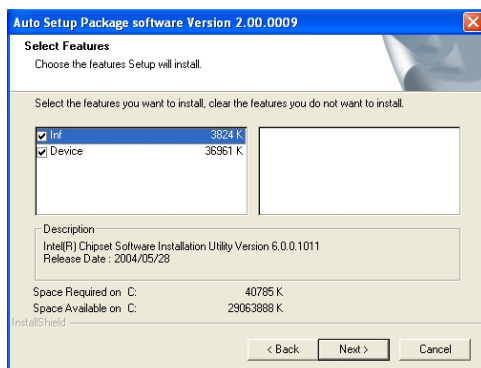 Auto Setup Package software Version 2.00.0009
Select Features
Choose the features Setup will install.
Select the features you want to install, clear the features you do not want to install.
Inf 3824 K
Device 36961 K
Description
Intel(R) Chipset Software Installation Utility Version 6.0.0.1011
Release Date : 2004/05/28
Space Required on C: 40785 K
Space Available on C: 29063888 K
InstallShield
< Back Next > Cancel